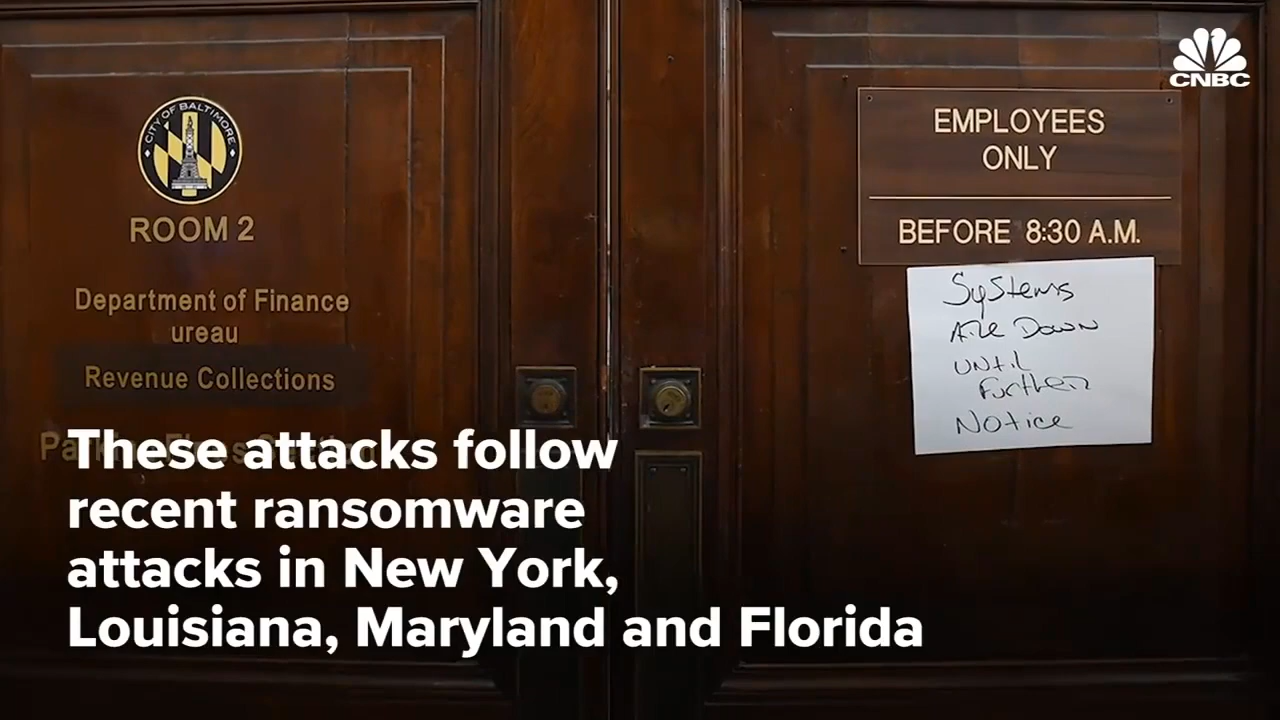 CNBC
CITY OF BALTIMORE
ROOM 2
Department of Finance
ureau
Revenue Collections
EMPLOYEES
ONLY
BEFORE 8:30 A.M.
Systems
Are Down
until
Further
Notice
These attacks follow
recent ransomware
attacks in New York,
Louisiana, Maryland and Florida